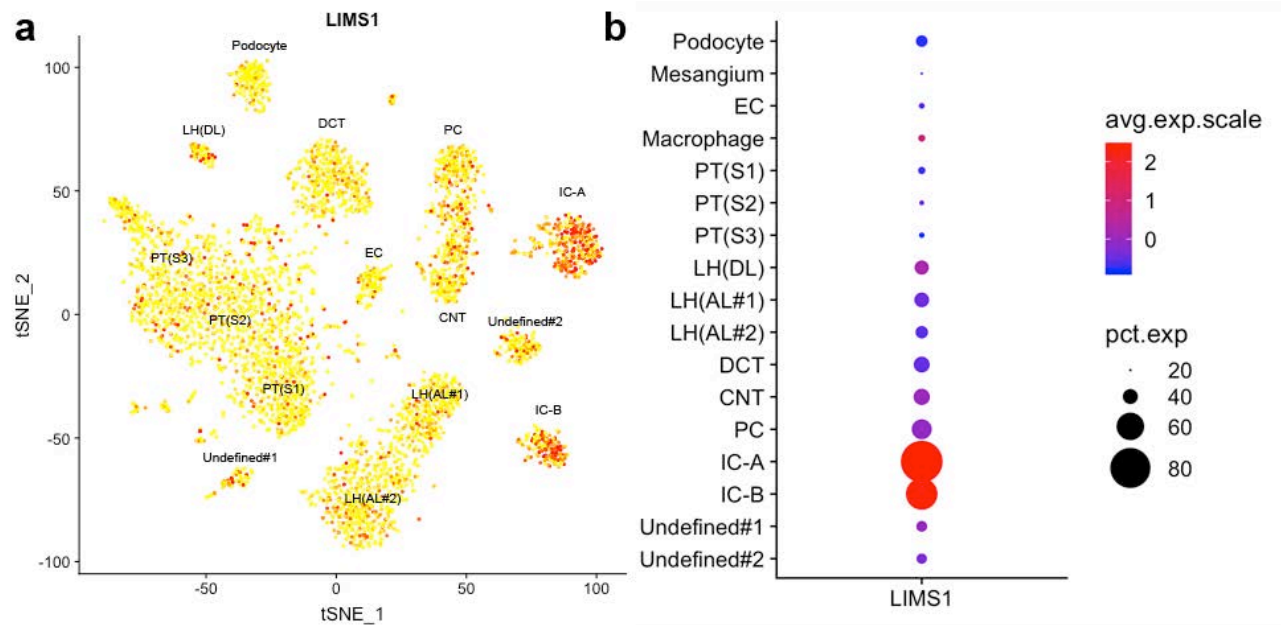 a
LIMS1
Podocyte
LH(DL)
DCT
PC
IC-A
EC
PT(S3)
PT(S2)
CNT
Undefined#2
PT(S1)
LH(AL#1)
IC-B
Undefined#1
LH(AL#2)
100
50
0
-50
-100
tSNE_2
-50
0
50
100
tSNE_1
b
Podocyte
Mesangium
EC
Macrophage
PT(S1)
PT(S2)
PT(S3)
LH(DL)
LH(AL#1)
LH(AL#2)
DCT
CNT
PC
IC-A
IC-B
Undefined#1
Undefined#2
LIMS1
avg.exp.scale
2
1
0
pct.exp
20
40
60
80